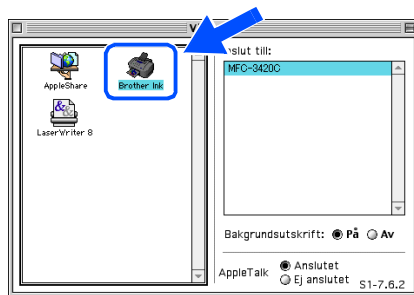 AppleShare
Brother Ink
LaserWriter 8
slut till:
MFC-3420C
Bakgrundsutskrift: På Av
AppleTalk
Anslutet
Ej anslutet
S1-7.6.2